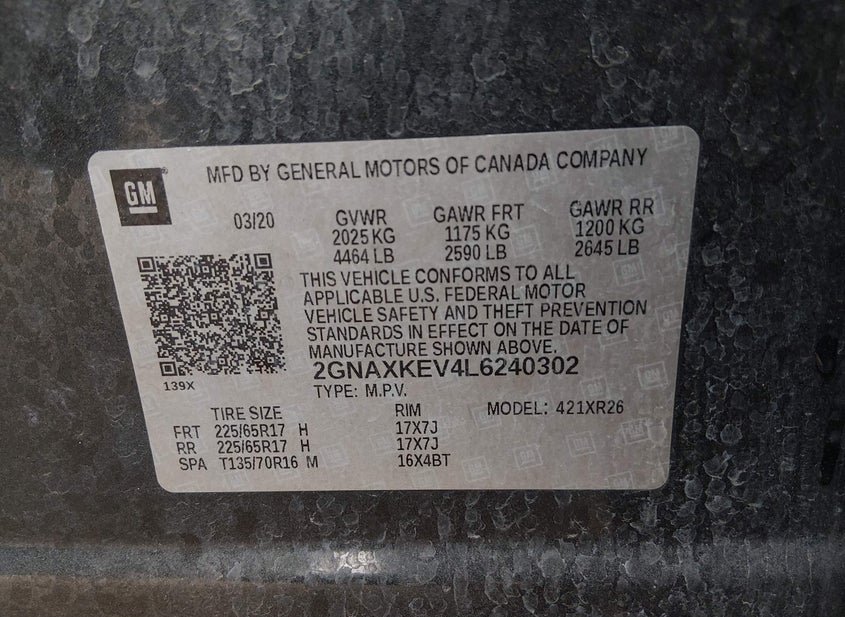 GM
MFD BY GENERAL MOTORS OF CANADA COMPANY
03/20 GVWR GAWR FRT GAWR RR
2025 KG 1175 KG 1200 KG
4464 LB 2590 LB 2645 LB
THIS VEHICLE CONFORMS TO ALL
APPLICABLE U.S. FEDERAL MOTOR
VEHICLE SAFETY AND THEFT PREVENTION
STANDARDS IN EFFECT ON THE DATE OF
MANUFACTURE SHOWN ABOVE.
139X
2GNAXKEV4L6240302
TYPE: M.P.V.
TIRE SIZE RIM MODEL: 421XR26
FRT 225/65R17 H 17X7J
RR 225/65R17 H 17X7J
SPA T135/70R16 M 16X4BT